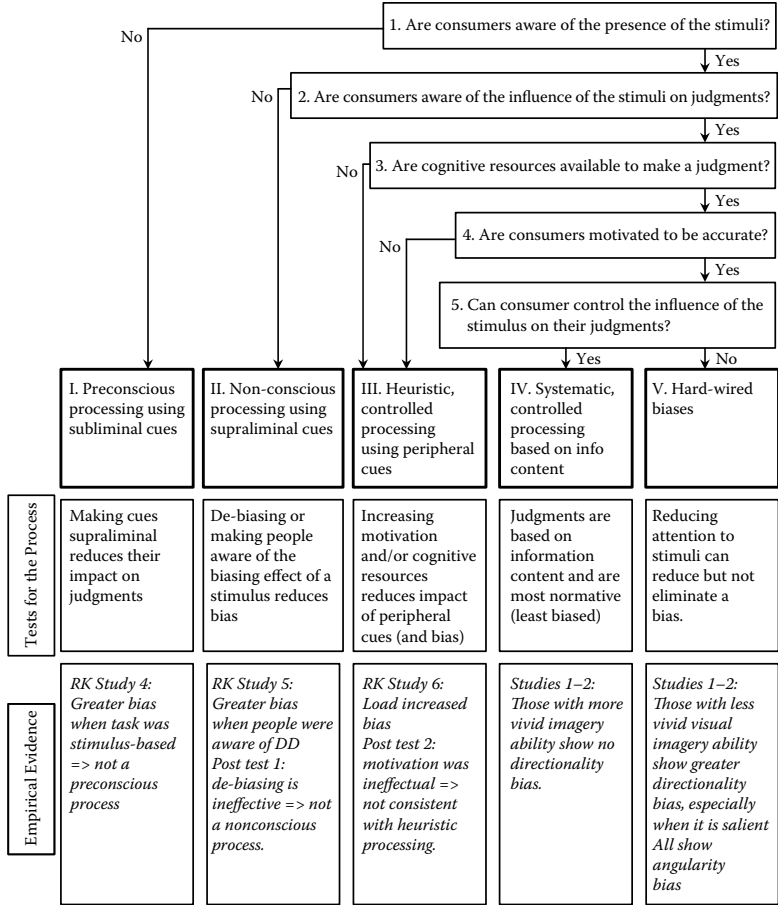 1. Are consumers aware of the presence of the stimuli?
No
Yes
2. Are consumers aware of the influence of the stimuli on judgments?
No
Yes
3. Are cognitive resources available to make a judgment?
No
Yes
4. Are consumers motivated to be accurate?
No
Yes
5. Can consumer control the influence of the
stimulus on their judgments?
Yes
No
I. Preconscious
processing using
subliminal cues
II. Non-conscious
processing using
supraliminal cues
III. Heuristic,
controlled
processing
using peripheral
cues
IV. Systematic,
controlled
processing
based on info
content
V. Hard-wired
biases
Tests for the Process
Making cues
supraliminal
reduces their
impact on
judgments
De-biasing or
making people
aware of the
biasing effect of a
stimulus reduces
bias
Increasing
motivation
and/or cognitive
resources
reduces impact
of peripheral
cues (and bias)
Judgments are
based on
information
content and are
most normative
(least biased)
Reducing
attention to
stimuli can
reduce but not
eliminate a
bias.
Empirical Evidence
RK Study 4:
Greater bias
when task was
stimulus-based
=> not a
preconscious
process
RK Study 5:
Greater bias
when people were
aware of DD
Post test 1:
de-biasing is
ineffective => not
a nonconscious
process.
RK Study 6:
Load increased
bias
Post test 2:
motivation was
ineffectual =>
not consistent
with heuristic
processing.
Studies 1–2:
Those with more
vivid imagery
ability show no
directionality
bias.
Studies 1–2:
Those with less
vivid visual
imagery ability
show greater
directionality
bias, especially
when it is salient
All show
angularity
bias